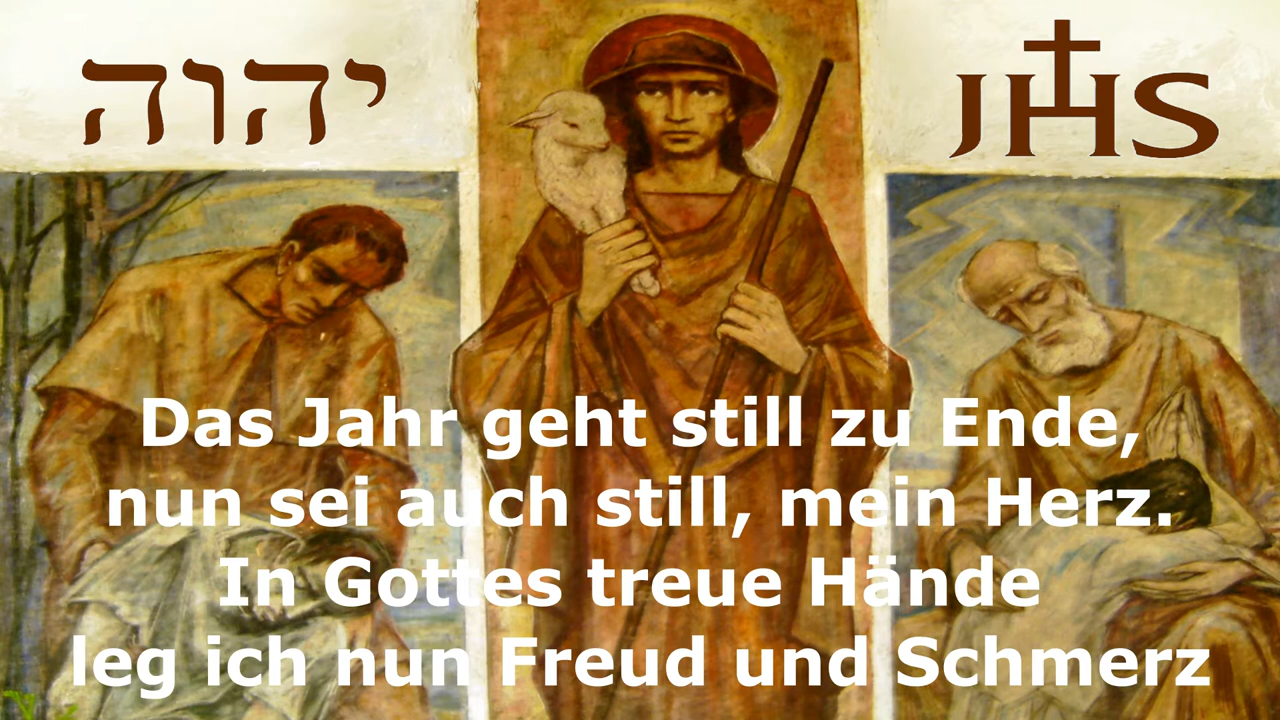 יהוה
JHS
Das Jahr geht still zu Ende,
nun sei auch still, mein Herz.
In Gottes treue Hände
leg ich nun Freud und Schmerz